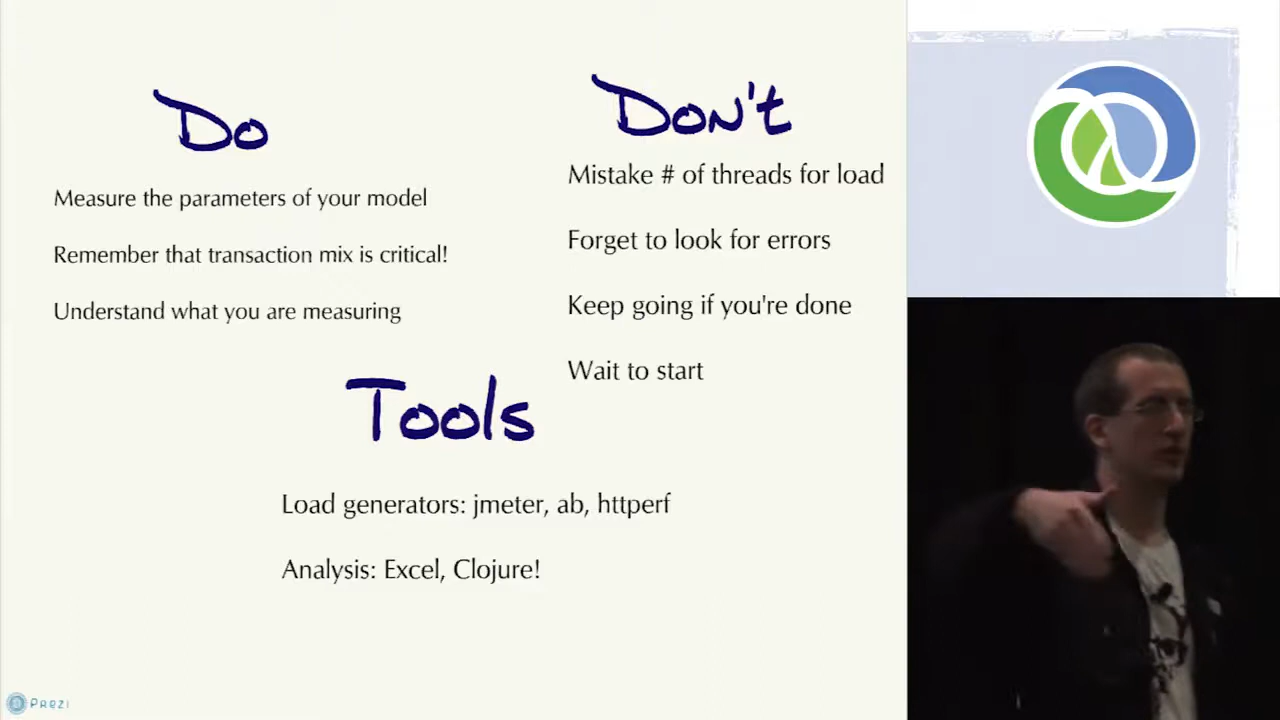 Do
Measure the parameters of your model
Remember that transaction mix is critical!
Understand what you are measuring
Don't
Mistake # of threads for load
Forget to look for errors
Keep going if you're done
Wait to start
Tools
Load generators: jmeter, ab, httperf
Analysis: Excel, Clojure!
Prezi